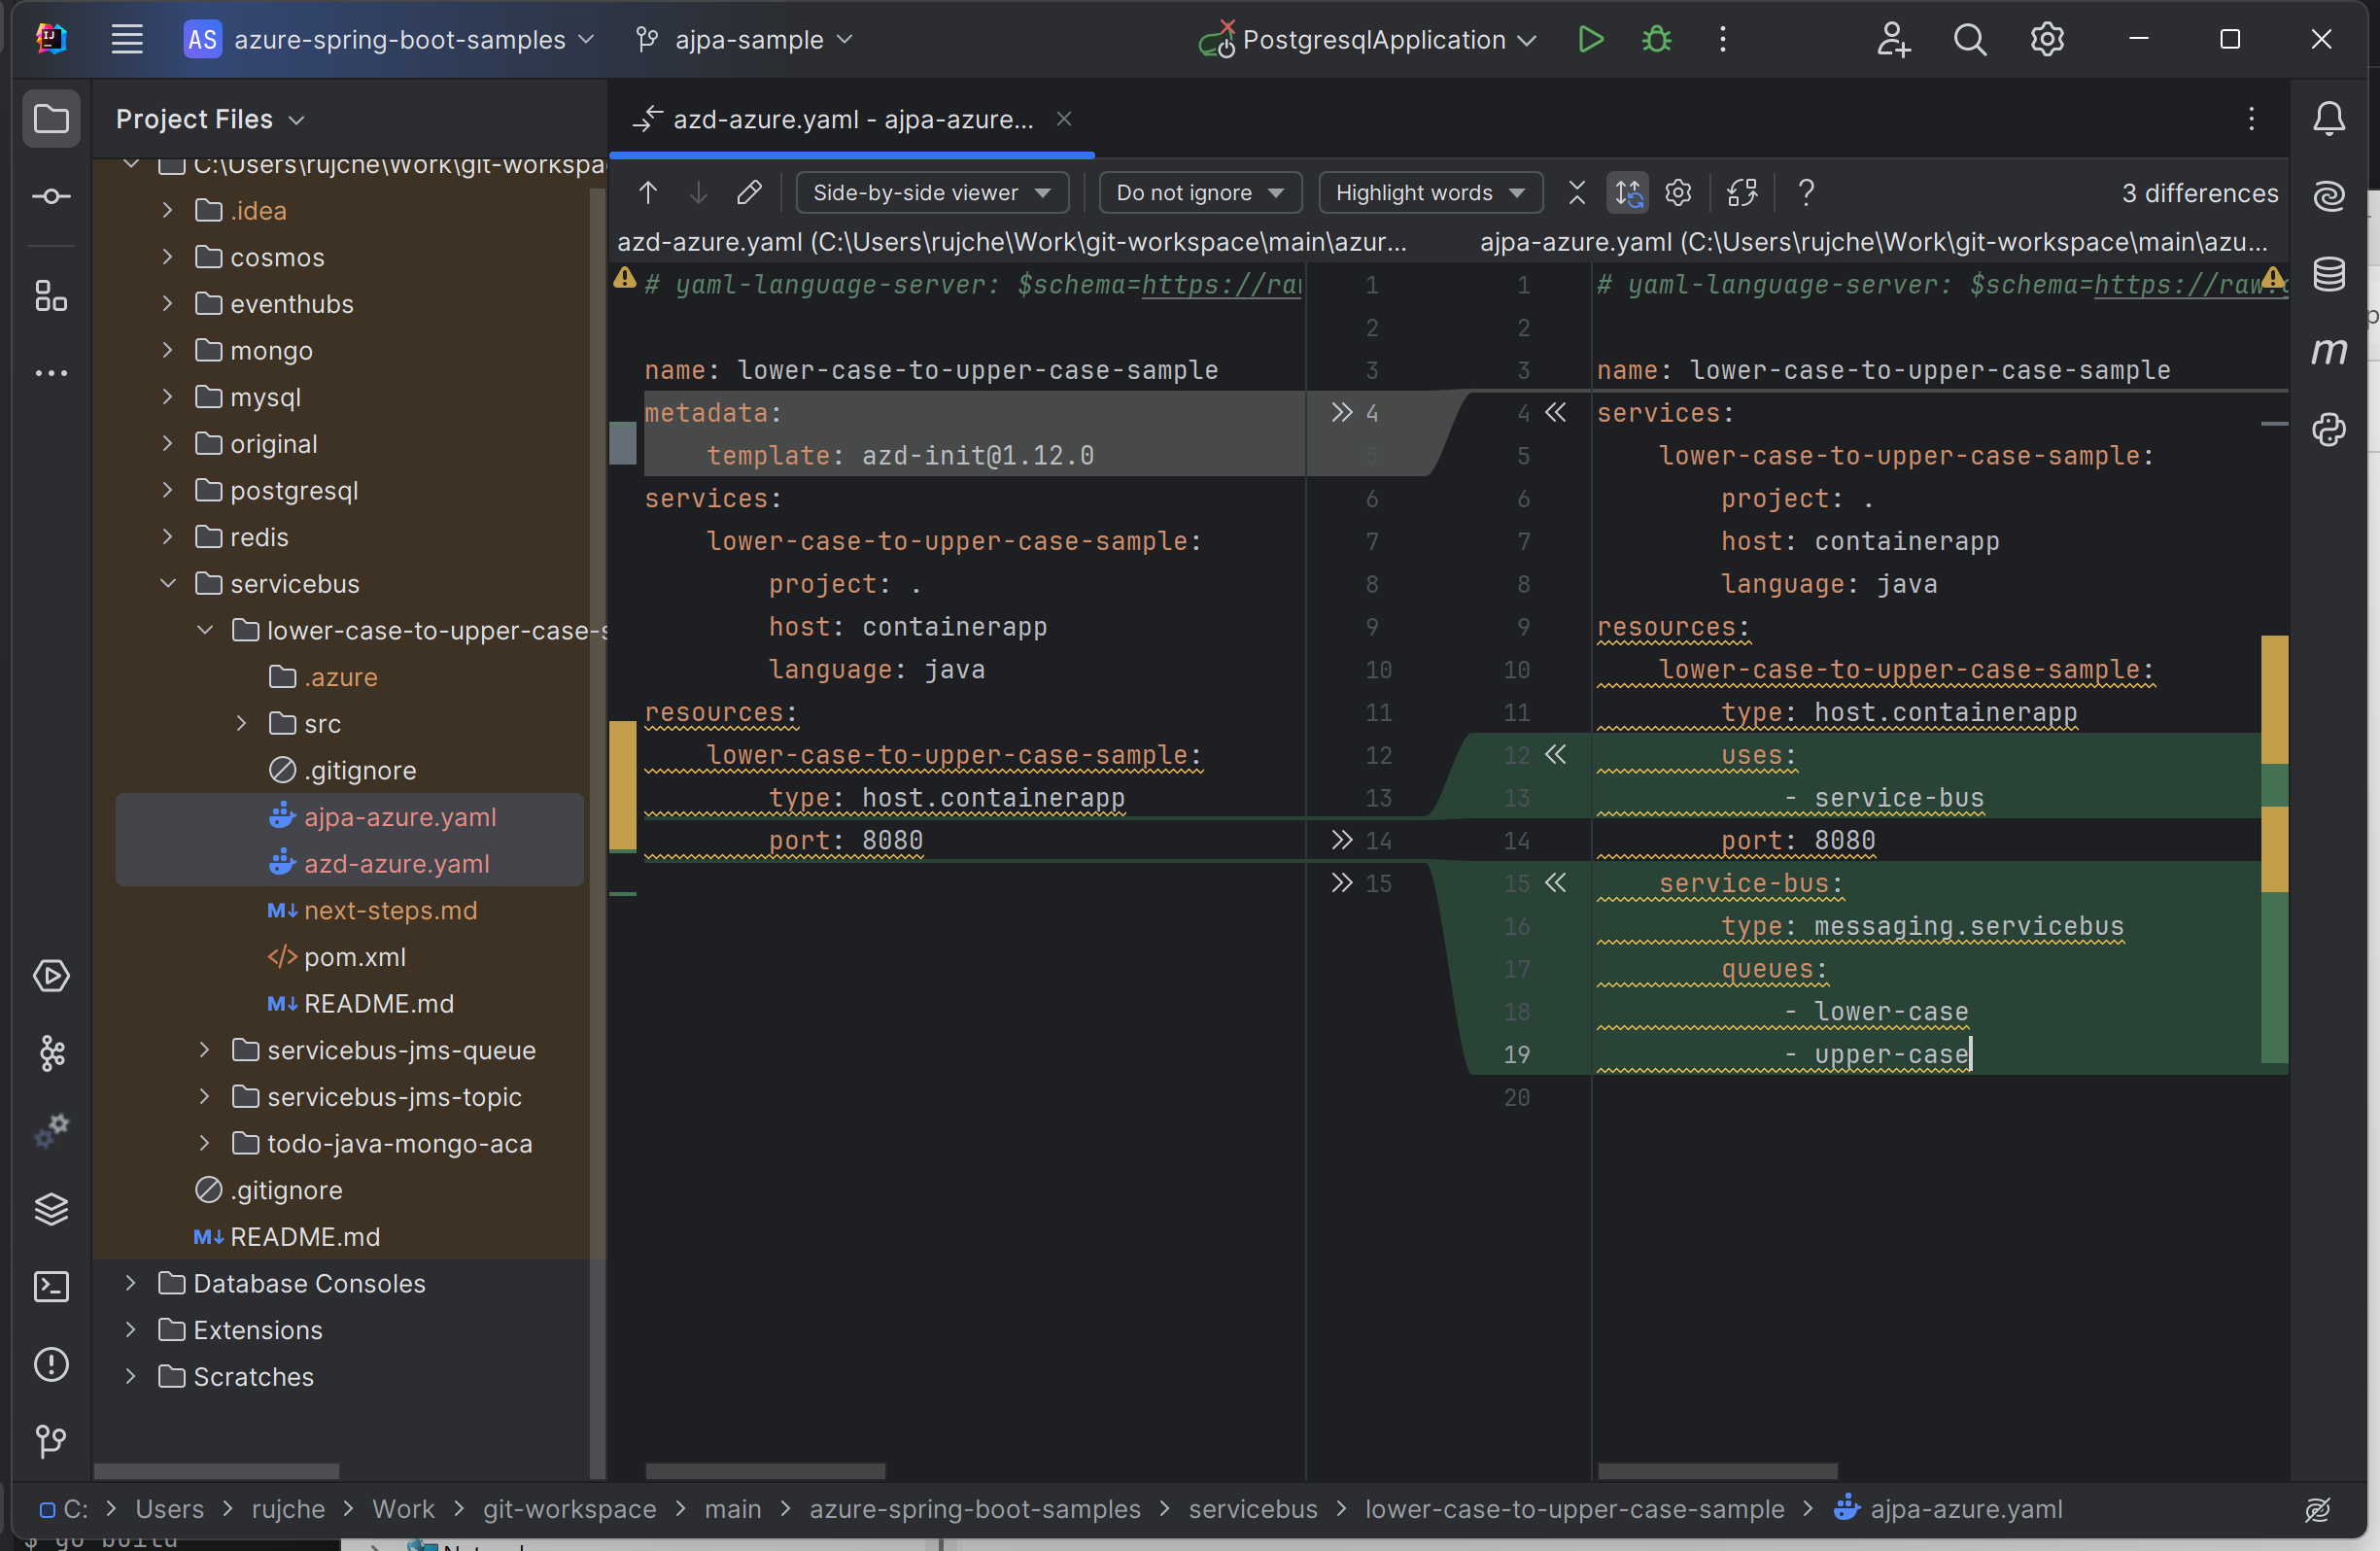 AS azure-spring-boot-samples ajpa-sample PostgresqlApplication
Project Files
C:\Users\rujche\Work\git-workspa
.idea
cosmos
eventhubs
mongo
mysql
original
postgresql
redis
servicebus
lower-case-to-upper-case-s
.azure
src
.gitignore
ajpa-azure.yaml
azd-azure.yaml
M↓ next-steps.md
</> pom.xml
M↓ README.md
servicebus-jms-queue
servicebus-jms-topic
todo-java-mongo-aca
.gitignore
M↓ README.md
Database Consoles
Extensions
Scratches
azd-azure.yaml - ajpa-azure...
Side-by-side viewer Do not ignore Highlight words ? 3 differences
azd-azure.yaml (C:\Users\rujche\Work\git-workspace\main\azur...
# yaml-language-server: $schema=https://raw 1
2
name: lower-case-to-upper-case-sample 3
metadata: 4
template: azd-init@1.12.0 5
services: 6
lower-case-to-upper-case-sample: 7
project: . 8
host: containerapp 9
language: java 10
resources: 11
lower-case-to-upper-case-sample: 12
type: host.containerapp 13
port: 8080 14
15
ajpa-azure.yaml (C:\Users\rujche\Work\git-workspace\main\azu...
1 # yaml-language-server: $schema=https://raw.
2
3 name: lower-case-to-upper-case-sample
4 services:
5 lower-case-to-upper-case-sample:
6 project: .
7 host: containerapp
8 language: java
9 resources:
10 lower-case-to-upper-case-sample:
11 type: host.containerapp
12 uses:
13 - service-bus
14 port: 8080
15 service-bus:
16 type: messaging.servicebus
17 queues:
18 - lower-case
19 - upper-case
20
C: > Users > rujche > Work > git-workspace > main > azure-spring-boot-samples > servicebus > lower-case-to-upper-case-sample > ajpa-azure.yaml
$ go build